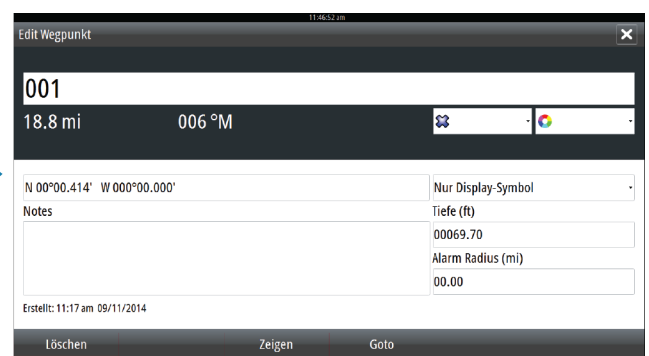 11:46:52 am
Edit Wegpunkt
001
18.8 mi 006 °M
N 00°00.414' W 000°00.000' Nur Display-Symbol
Notes Tiefe (ft)
00069.70
Alarm Radius (mi)
00.00
Erstellt: 11:17 am 09/11/2014
Löschen Zeigen Goto